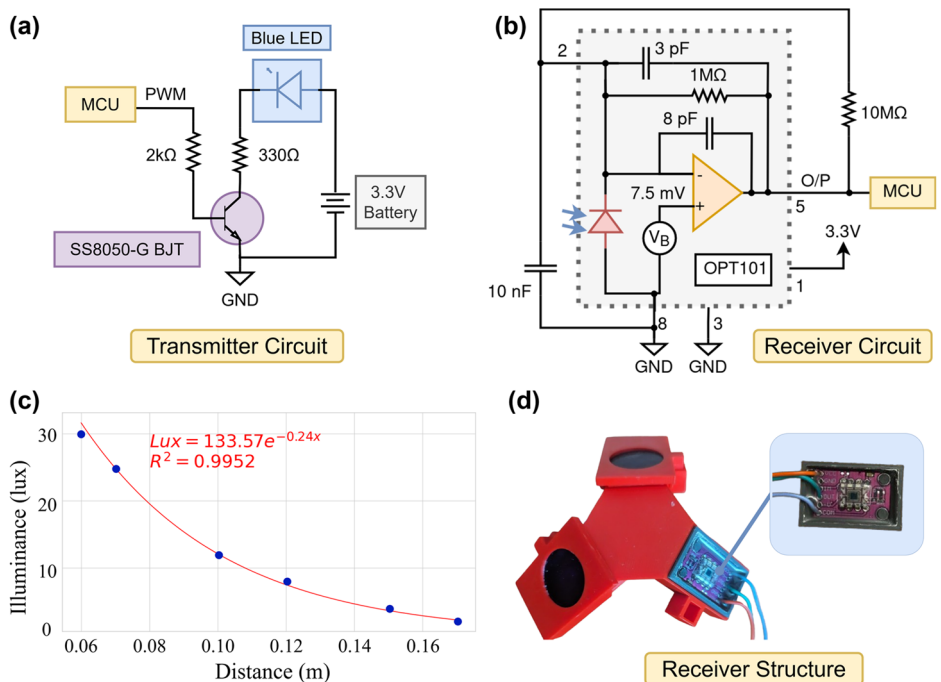 (a)
Blue LED
MCU
PWM
2kΩ
330Ω
3.3V
Battery
SS8050-G BJT
GND
Transmitter Circuit
(b)
2
3 pF
1MΩ
8 pF
10MΩ
-
+
7.5 mV
O/P
5
MCU
VB
3.3V
OPT101
1
10 nF
8
3
GND
GND
Receiver Circuit
(c)
Lux = 133.57e^−0.24x
R² = 0.9952
Illuminance (lux)
30
20
10
0
0.06 0.08 0.10 0.12 0.14 0.16
Distance (m)
(d)
Receiver Structure